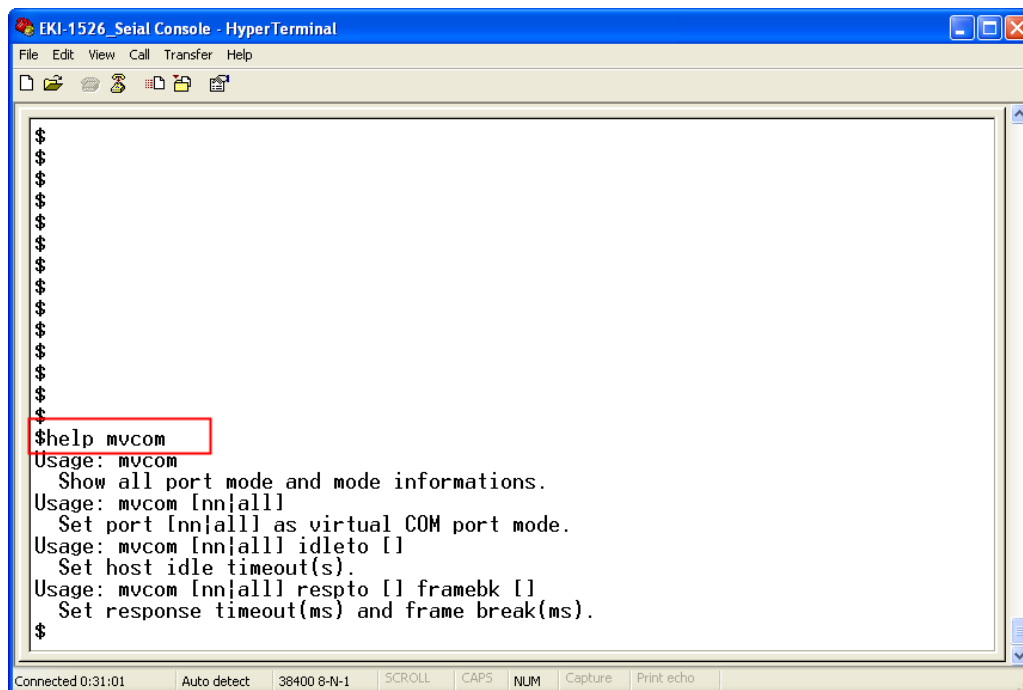 EKI-1526_Seial Console - HyperTerminal
File Edit View Call Transfer Help
$
$
$
$
$
$
$
$
$
$
$
$
$
$
$help mvcom
Usage: mvcom
Show all port mode and mode informations.
Usage: mvcom [nn|all]
Set port [nn|all] as virtual COM port mode.
Usage: mvcom [nn|all] idleto []
Set host idle timeout(s).
Usage: mvcom [nn|all] respto [] framebk []
Set response timeout(ms) and frame break(ms).
$
Connected 0:31:01 Auto detect 38400 8-N-1 SCROLL CAPS NUM Capture Print echo